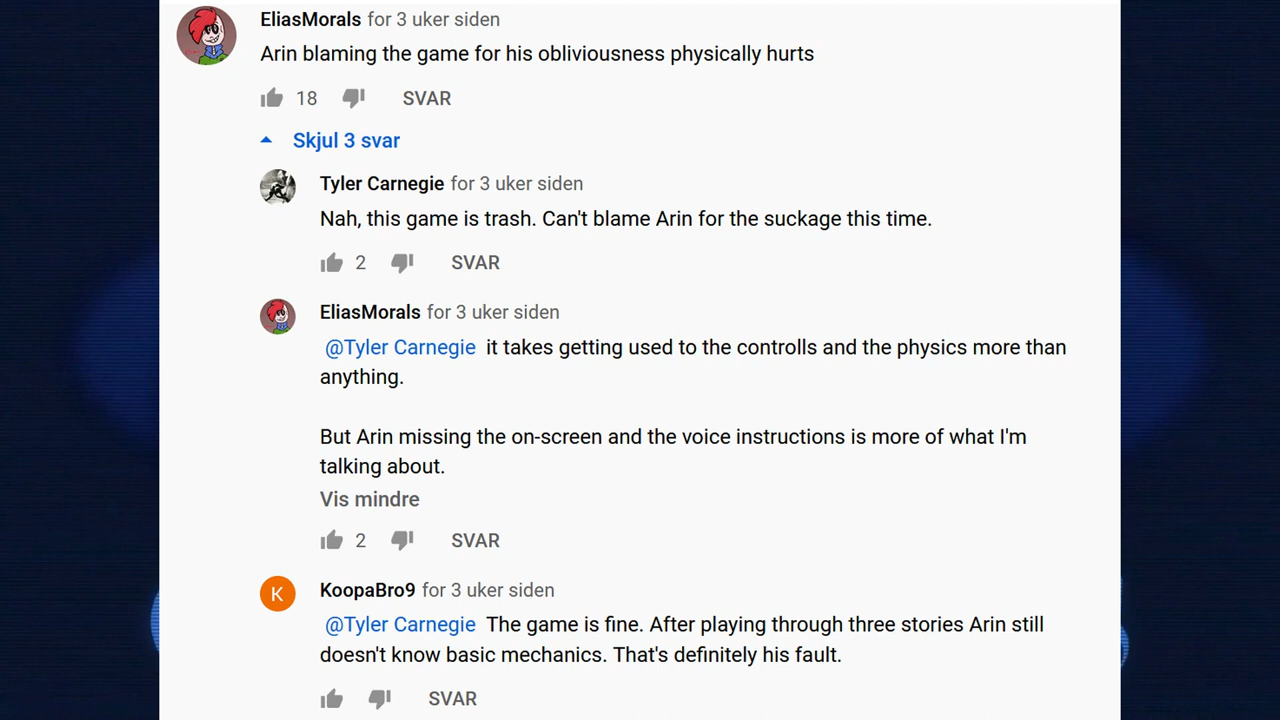 EliasMorals for 3 uker siden
Arin blaming the game for his obliviousness physically hurts
18 SVAR
Skjul 3 svar
Tyler Carnegie for 3 uker siden
Nah, this game is trash. Can't blame Arin for the suckage this time.
2 SVAR
EliasMorals for 3 uker siden
@Tyler Carnegie it takes getting used to the controlls and the physics more than
anything.
But Arin missing the on-screen and the voice instructions is more of what I'm
talking about.
Vis mindre
2 SVAR
K
KoopaBro9 for 3 uker siden
@Tyler Carnegie The game is fine. After playing through three stories Arin still
doesn't know basic mechanics. That's definitely his fault.
SVAR